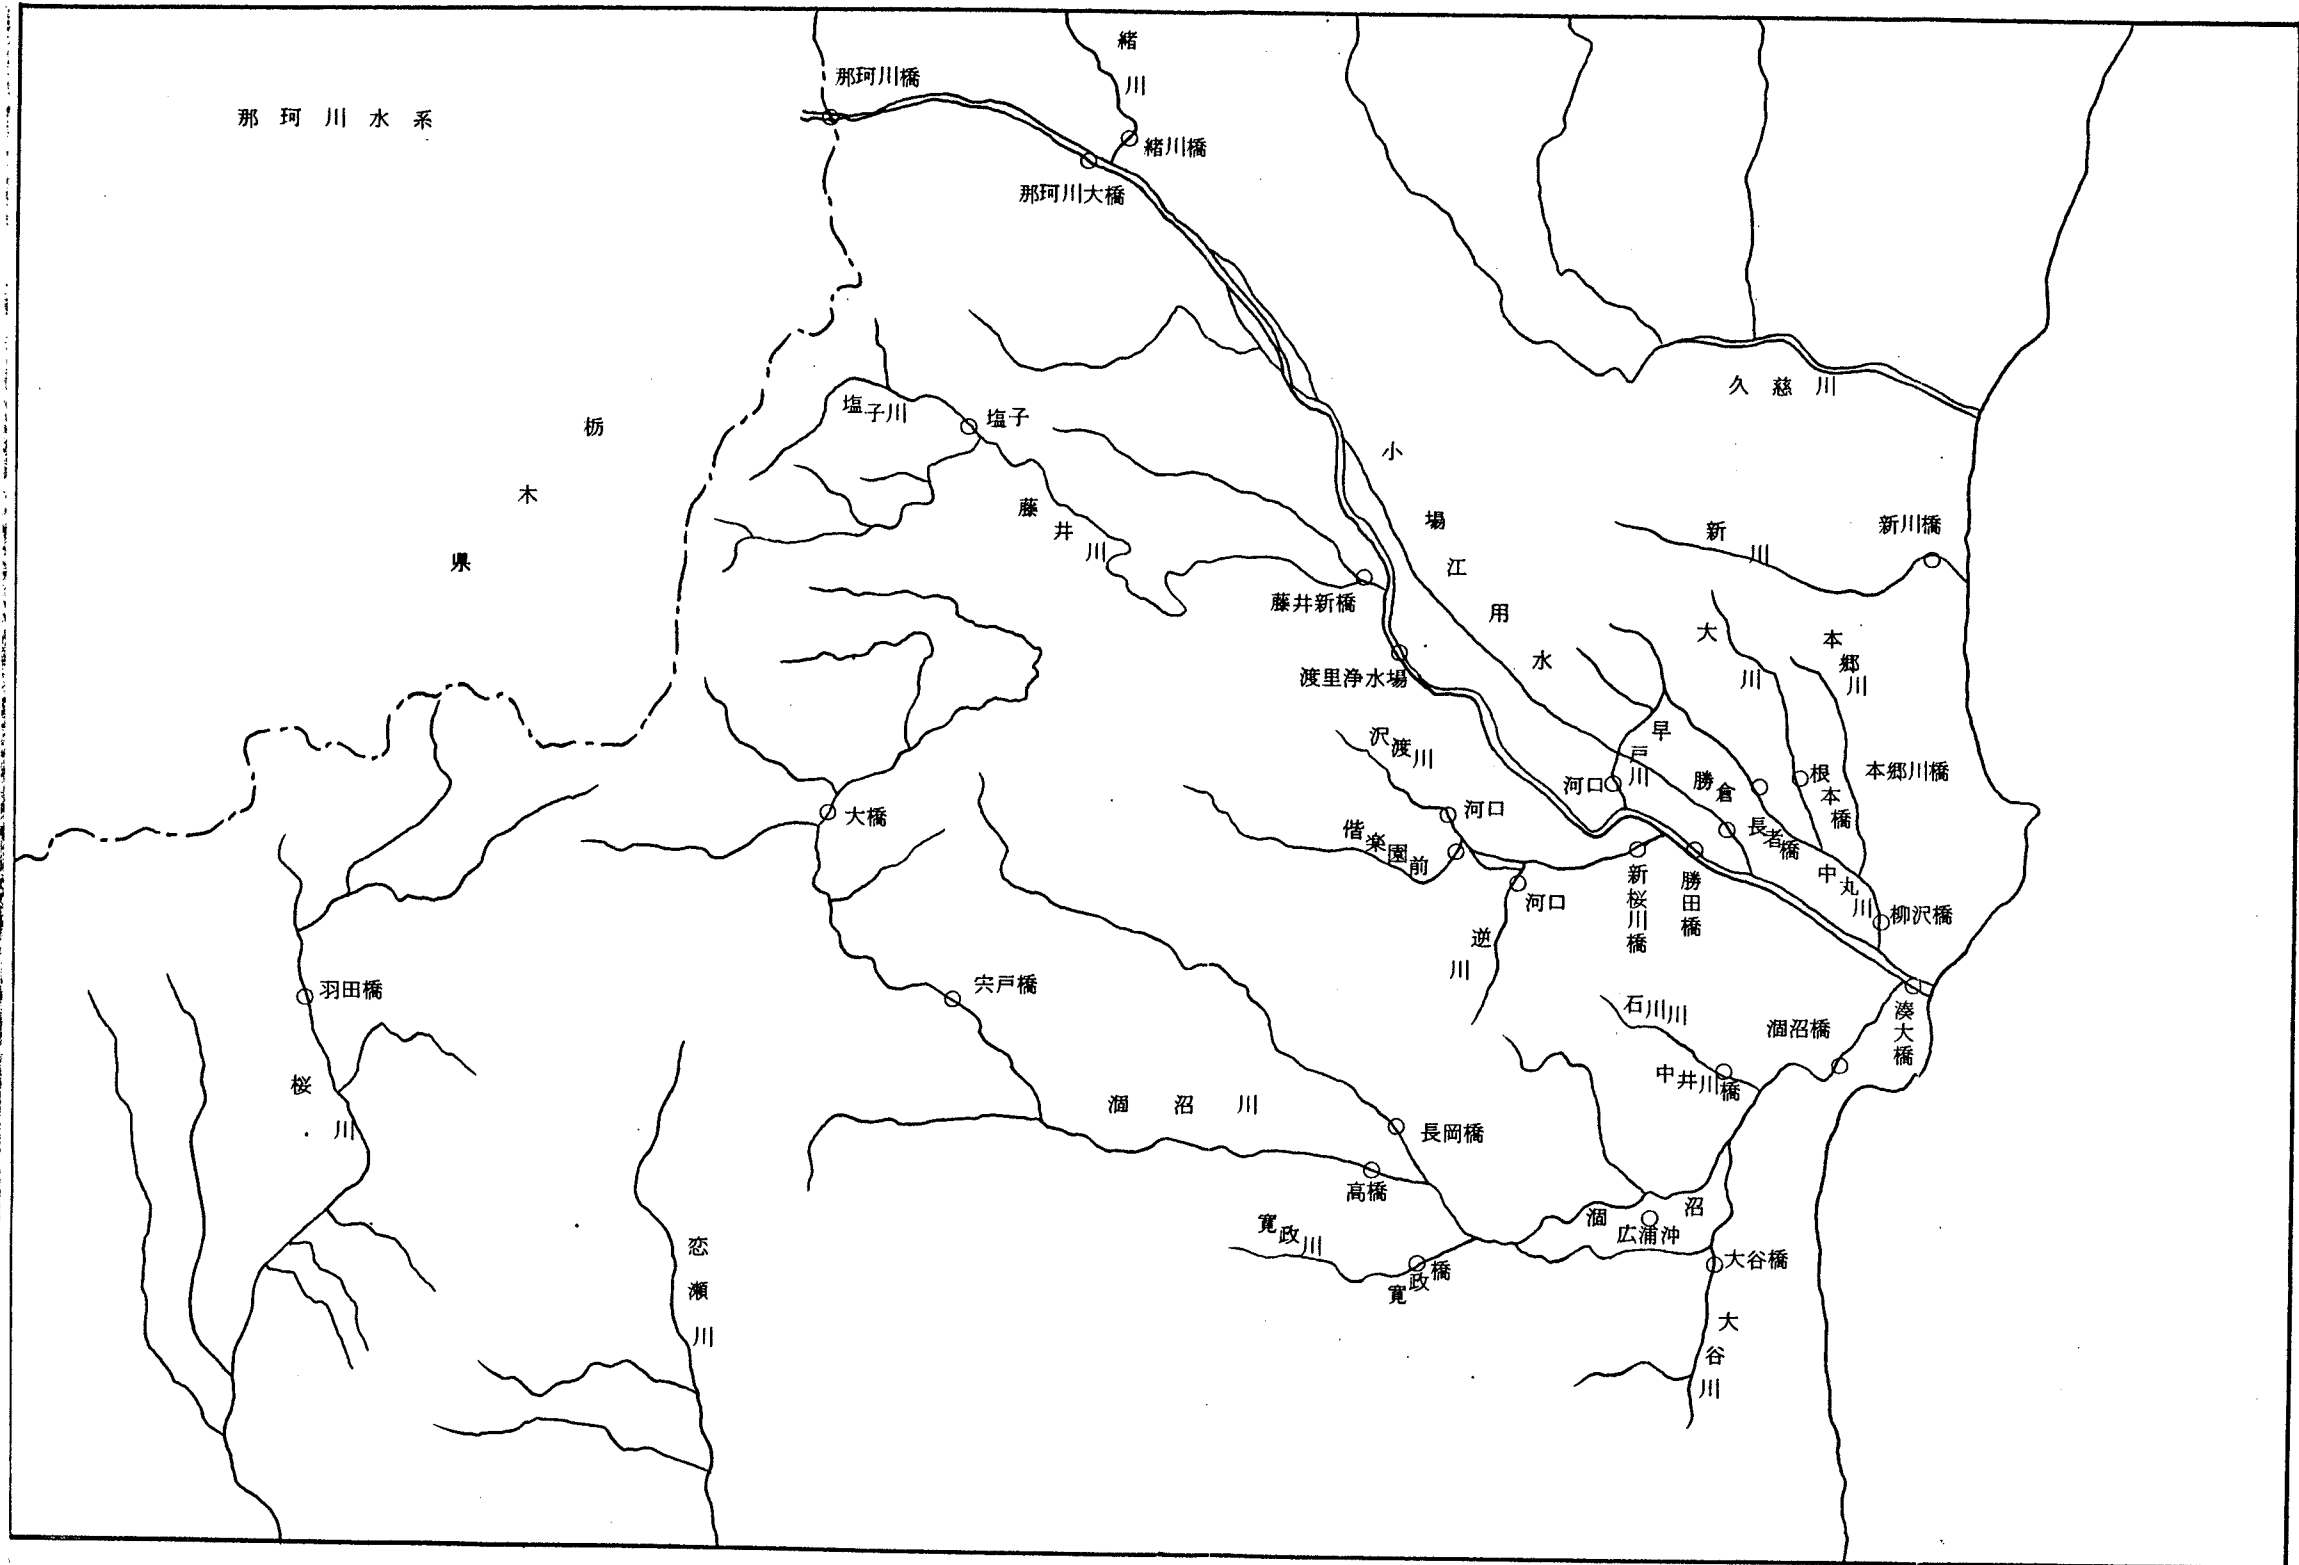 那珂川水系
緒川
那珂川橋
緒川橋
那珂川大橋
栃木県
塩子川
塩子
藤井川
藤井新橋
渡里浄水場
小場江用水
久慈川
新川
新川橋
大川
本郷川
早戸川
河口
勝倉
根本橋
本郷川橋
長者橋
中丸川
柳沢橋
沢渡川
河口
偕楽園前
河口
逆川
新桜川橋
勝田橋
湊大橋
石川川
涸沼橋
中井川橋
大橋
宍戸橋
羽田橋
桜川
涸沼川
長岡橋
高橋
寛政川
寛政橋
涸沼
広浦沖
大谷橋
大谷川
恋瀬川